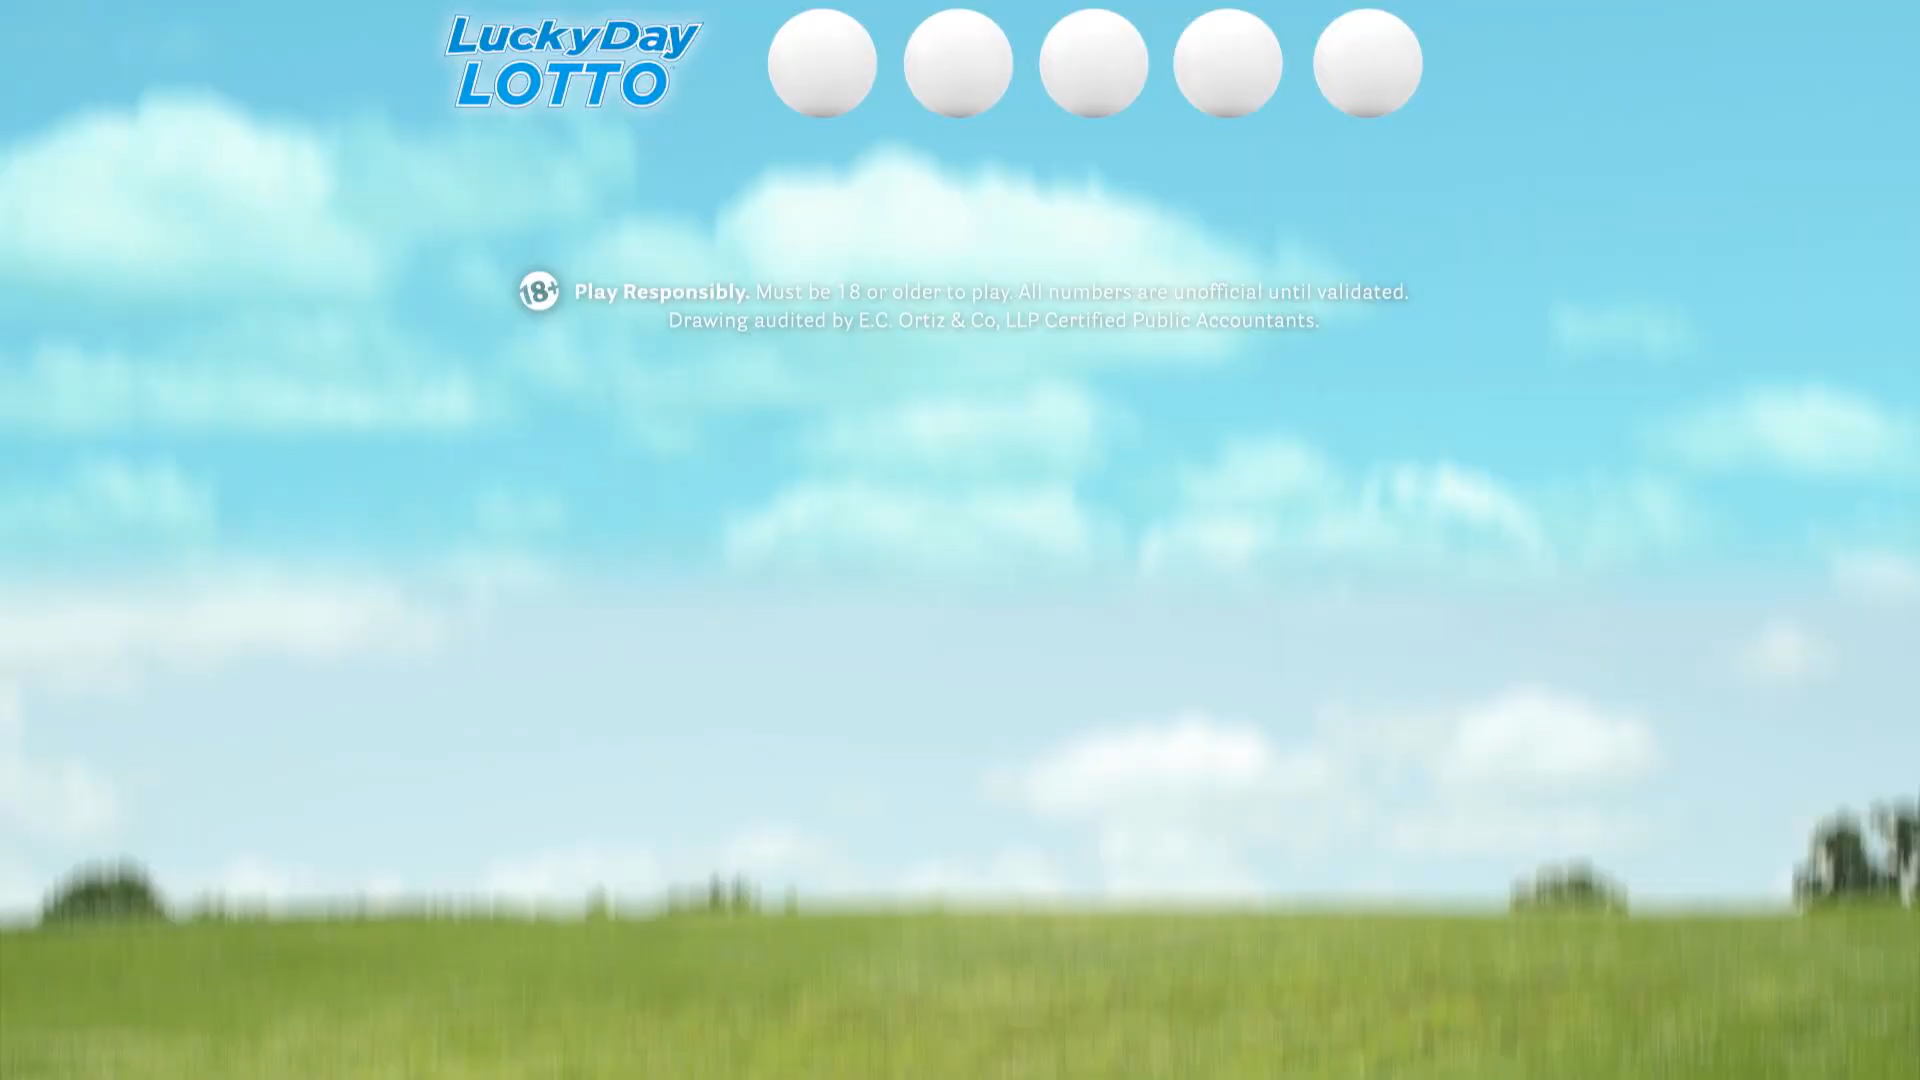 LuckyDay
LOTTO
18+ Play Responsibly. Must be 18 or older to play. All numbers are unofficial until validated.
Drawing audited by E.C. Ortiz & Co, LLP Certified Public Accountants.